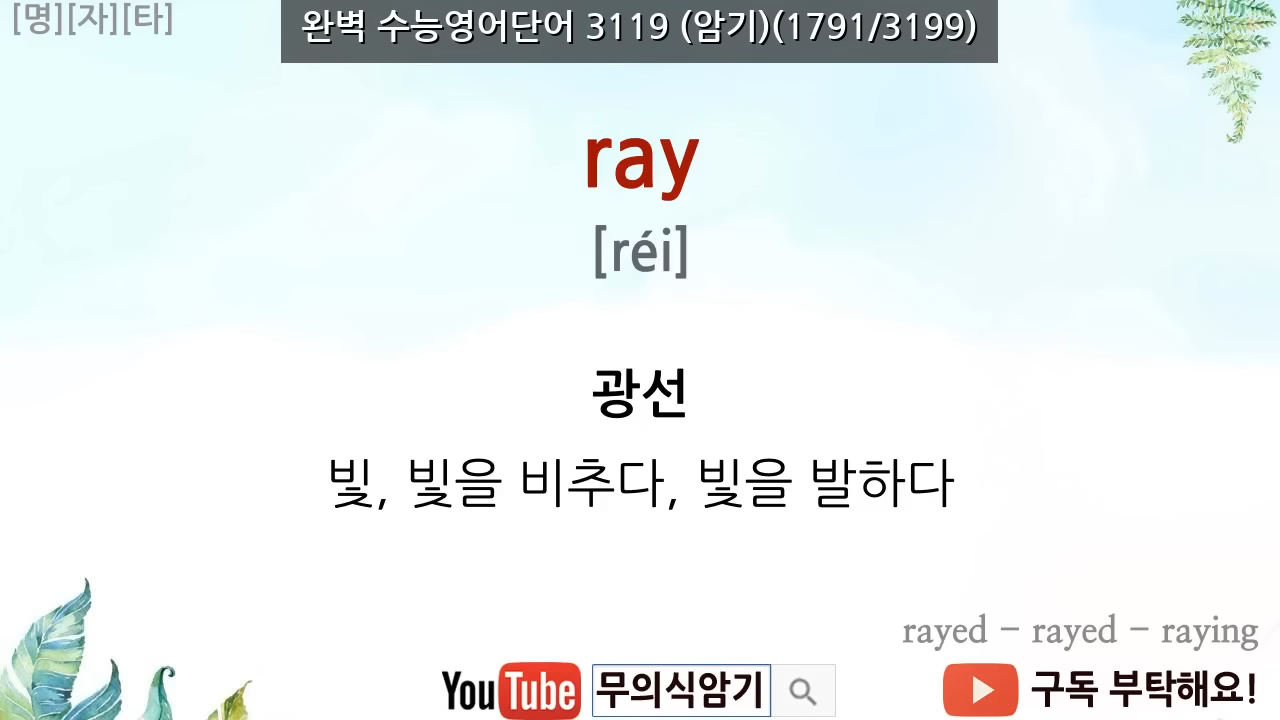 [명][자][타]
완벽 수능영어단어 3119 (암기)(1791/3199)
ray
[réi]
광선
빛, 빛을 비추다, 빛을 발하다
rayed - rayed - raying
YouTube 무의식암기
구독 부탁해요!